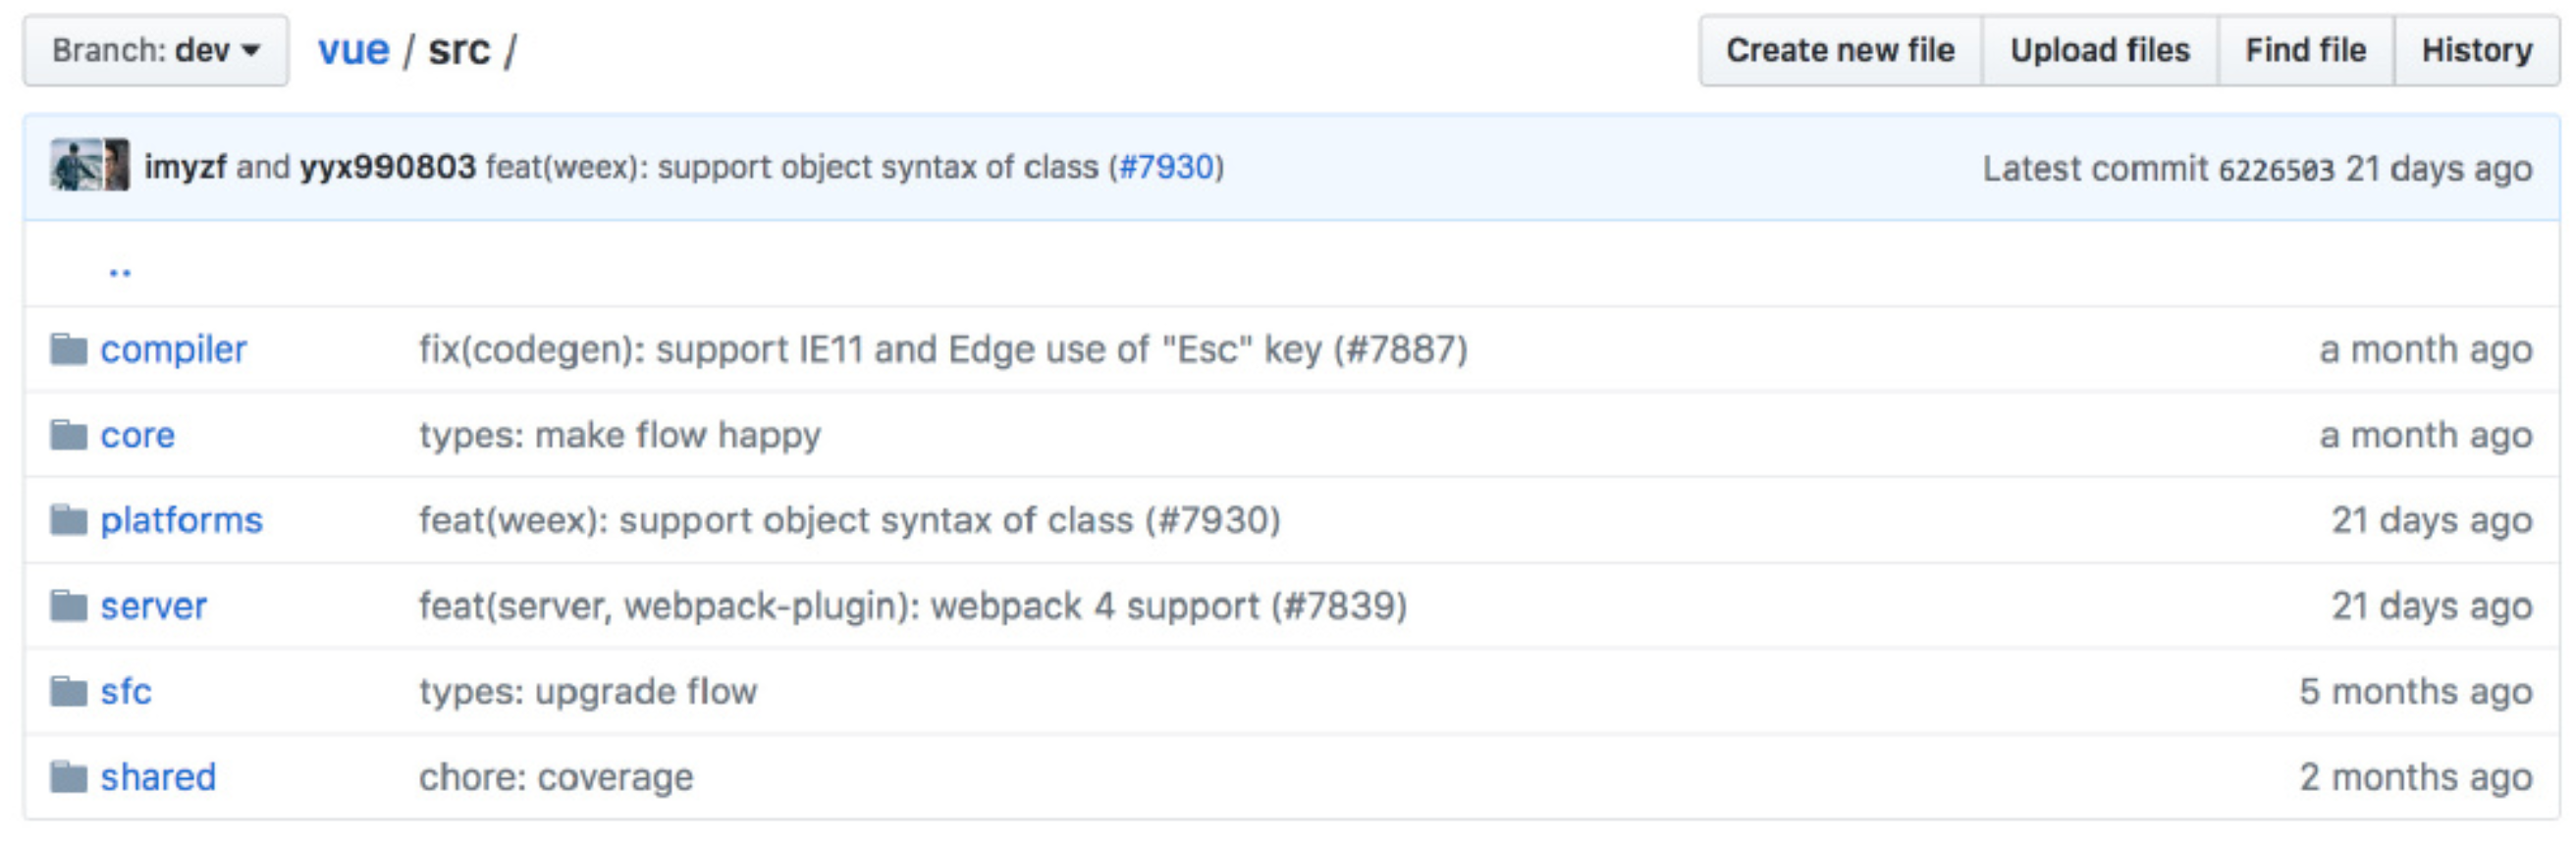 Branch: dev vue / src / Create new file Upload files Find file History
imyzf and yyx990803 feat(weex): support object syntax of class (#7930) Latest commit 6226503 21 days ago
..
compiler fix(codegen): support IE11 and Edge use of "Esc" key (#7887) a month ago
core types: make flow happy a month ago
platforms feat(weex): support object syntax of class (#7930) 21 days ago
server feat(server, webpack-plugin): webpack 4 support (#7839) 21 days ago
sfc types: upgrade flow 5 months ago
shared chore: coverage 2 months ago